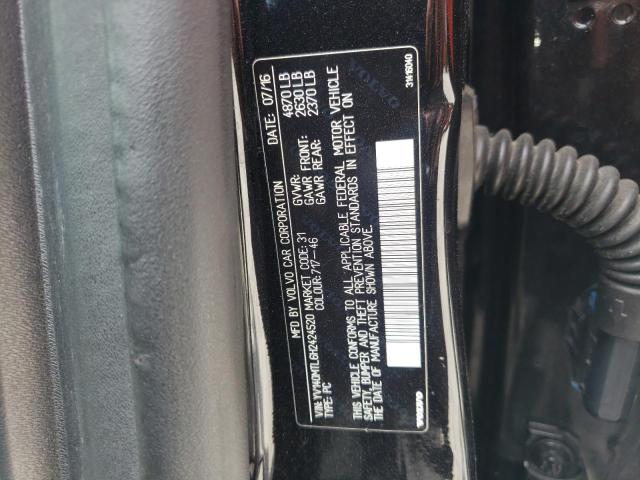 MFD BY VOLVO CAR CORPORATION DATE: 07/16
GVWR: 4870 LB
GAWR FRONT: 2630 LB
GAWR REAR: 2370 LB
VIN: YV140MTL6H2424520 MARKET CODE: 31
TYPE: PC COLOUR: 717-46
THIS VEHICLE CONFORMS TO ALL APPLICABLE FEDERAL MOTOR VEHICLE
SAFETY, BUMPER AND THEFT PREVENTION STANDARDS IN EFFECT ON
THE DATE OF MANUFACTURE SHOWN ABOVE.
VOLVO 31416040